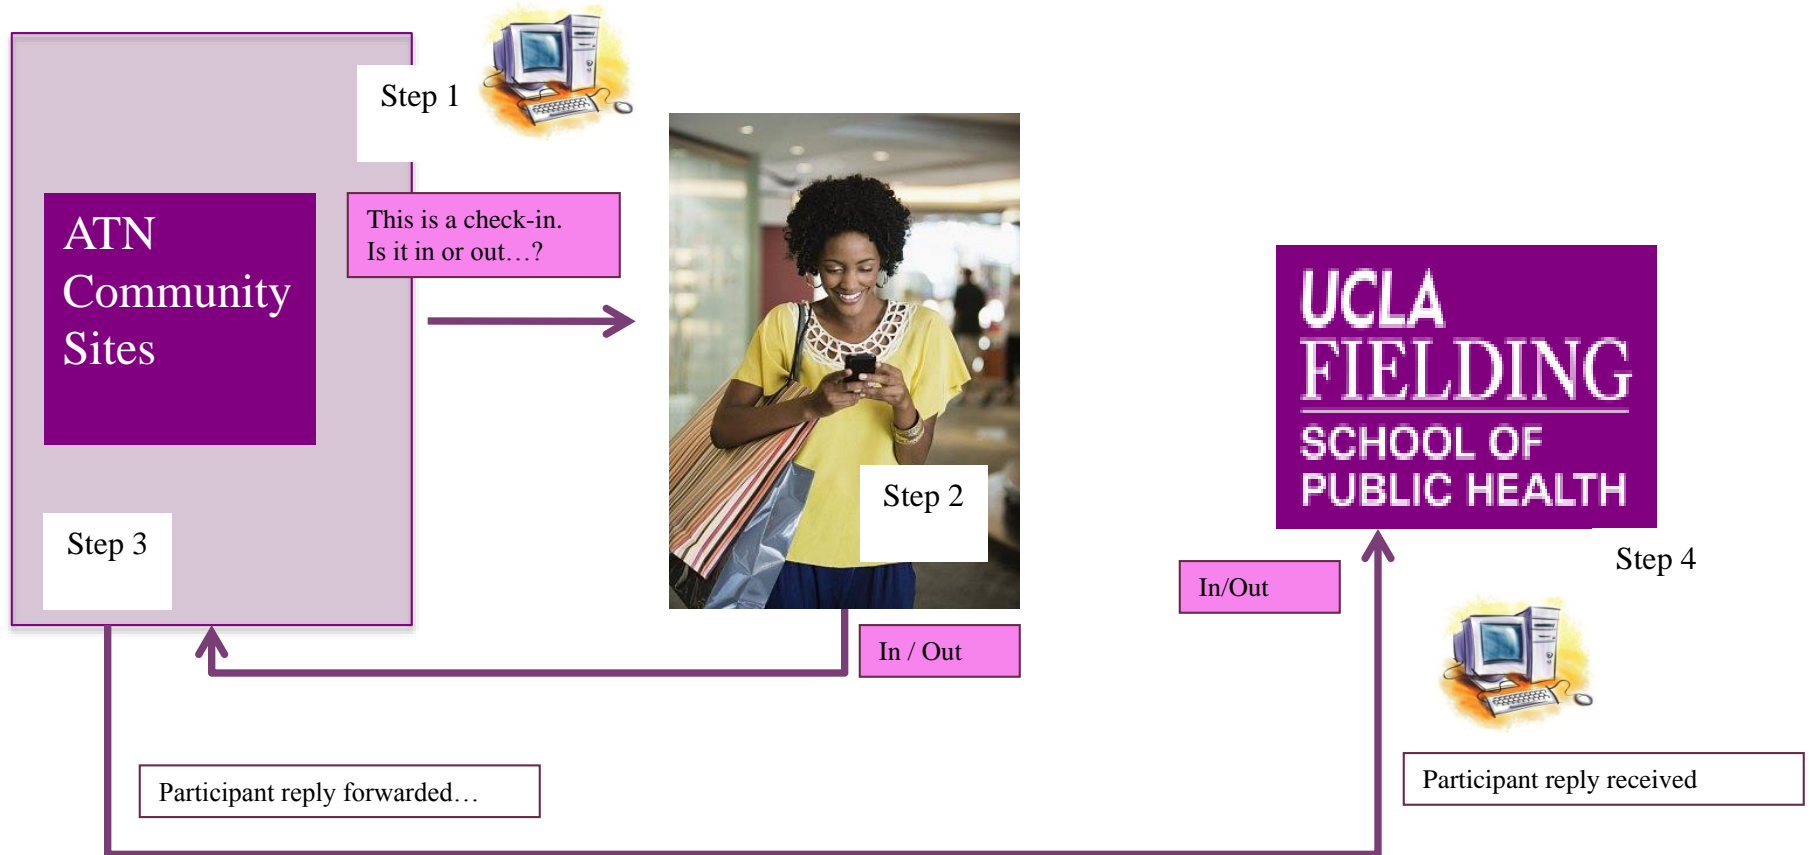 Step 1
ATN
Community
Sites
This is a check-in.
Is it in or out…?
Step 2
Step 3
In / Out
Participant reply forwarded…
UCLA
FIELDING
SCHOOL OF
PUBLIC HEALTH
In/Out
Step 4
Participant reply received